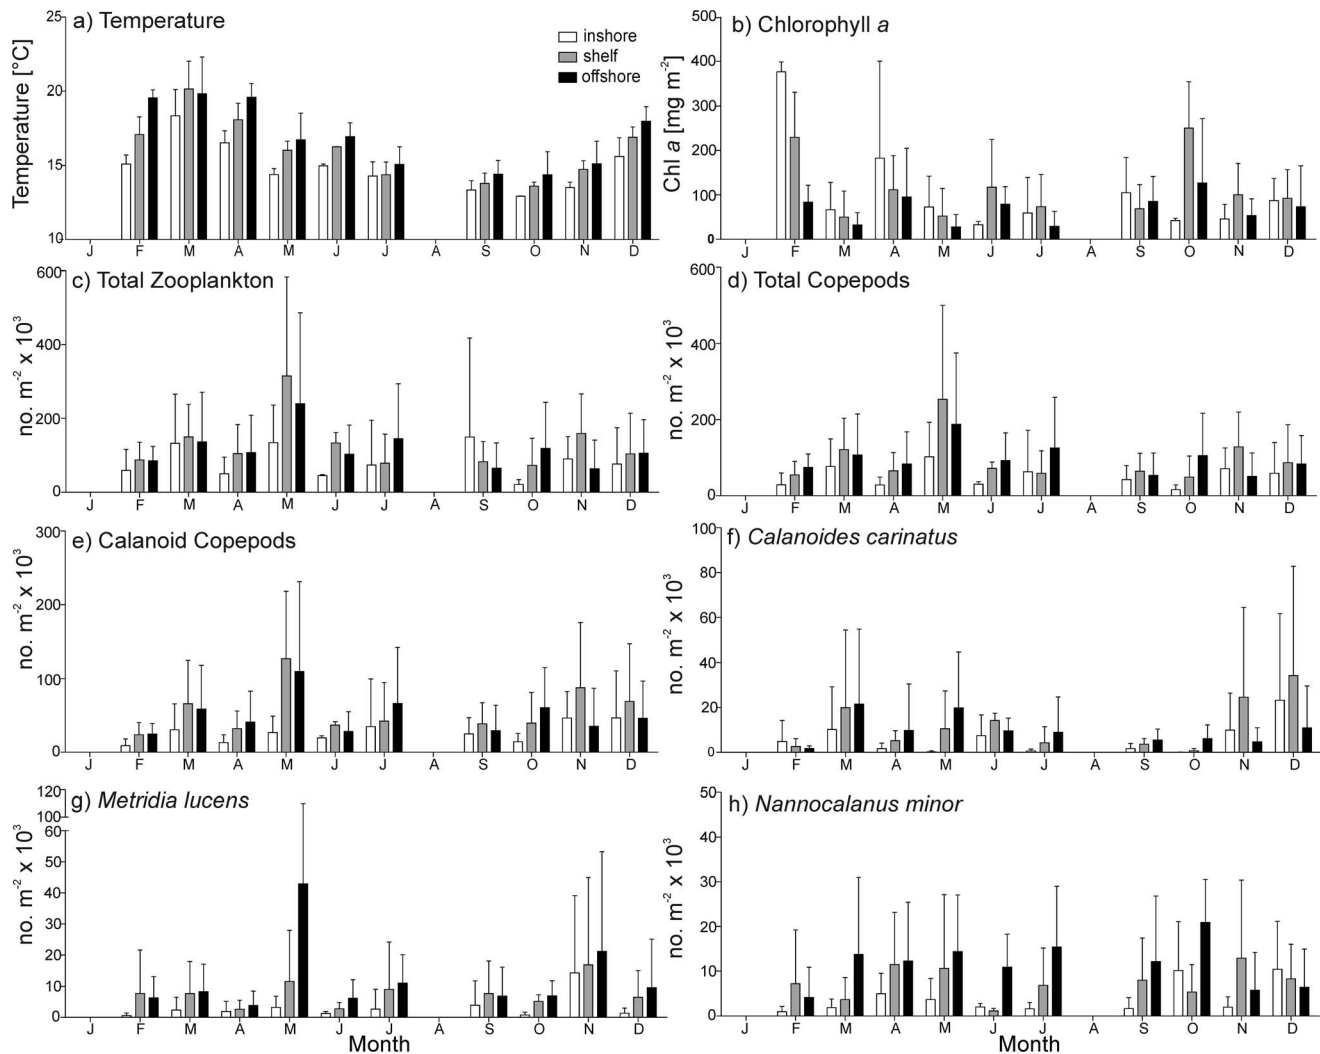 a) Temperature
Temperature [°C]
25
20
15
10
inshore
shelf
offshore
J F M A M J J A S O N D
b) Chlorophyll a
Chl a [mg m⁻²]
500
400
300
200
100
0
J F M A M J J A S O N D
c) Total Zooplankton
no. m⁻² x 10³
600
400
200
0
J F M A M J J A S O N D
d) Total Copepods
no. m⁻² x 10³
600
400
200
0
J F M A M J J A S O N D
e) Calanoid Copepods
no. m⁻² x 10³
300
200
100
0
J F M A M J J A S O N D
f) Calanoides carinatus
no. m⁻² x 10³
100
80
60
40
20
0
J F M A M J J A S O N D
g) Metridia lucens
no. m⁻² x 10³
120
100
60
50
40
30
20
10
0
J F M A M J J A S O N D
Month
h) Nannocalanus minor
no. m⁻² x 10³
50
40
30
20
10
0
J F M A M J J A S O N D
Month